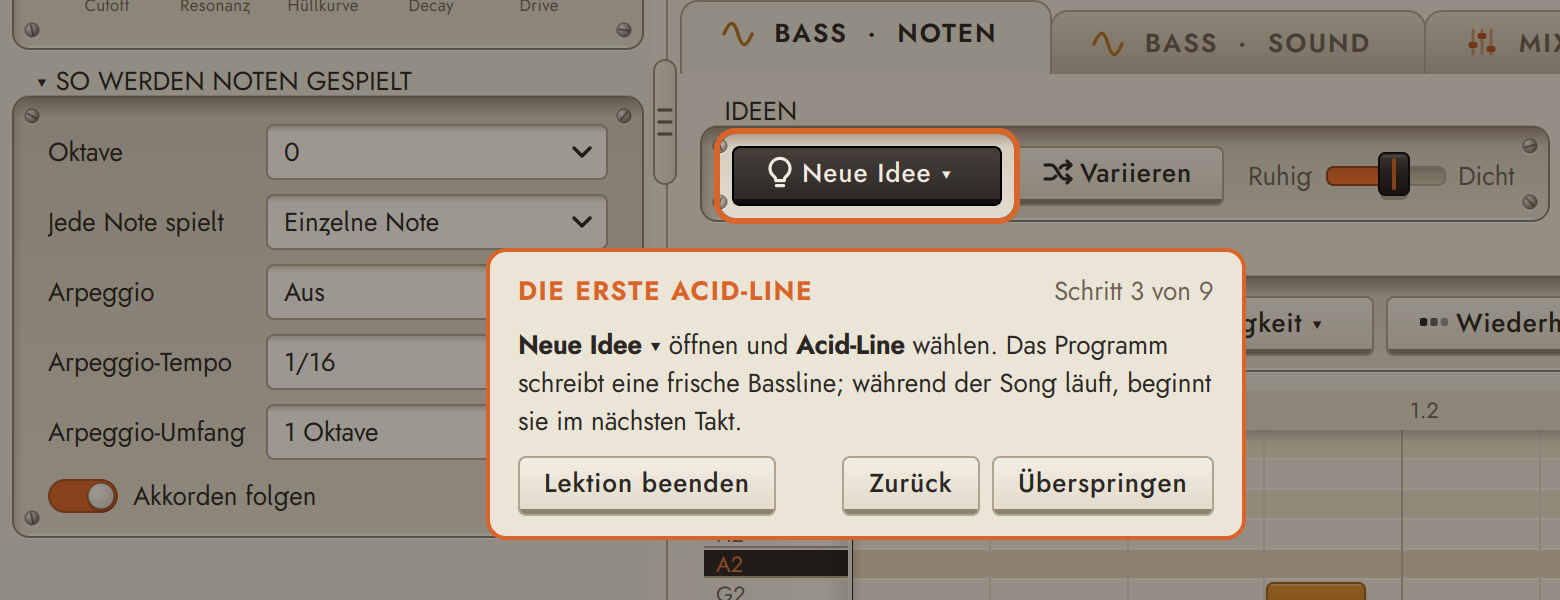 Cutoff Resonanz Hüllkurve Decay Drive
▾ SO WERDEN NOTEN GESPIELT
Oktave 0
Jede Note spielt Einzelne Note
Arpeggio Aus
Arpeggio-Tempo 1/16
Arpeggio-Umfang 1 Oktave
Akkorden folgen
BASS · NOTEN
BASS · SOUND
IDEEN
Neue Idee ▾
Variieren
Ruhig Dicht
DIE ERSTE ACID-LINE Schritt 3 von 9
Neue Idee ▾ öffnen und Acid-Line wählen. Das Programm
schreibt eine frische Bassline; während der Song läuft, beginnt
sie im nächsten Takt.
Lektion beenden Zurück Überspringen
1.2
A2
G2